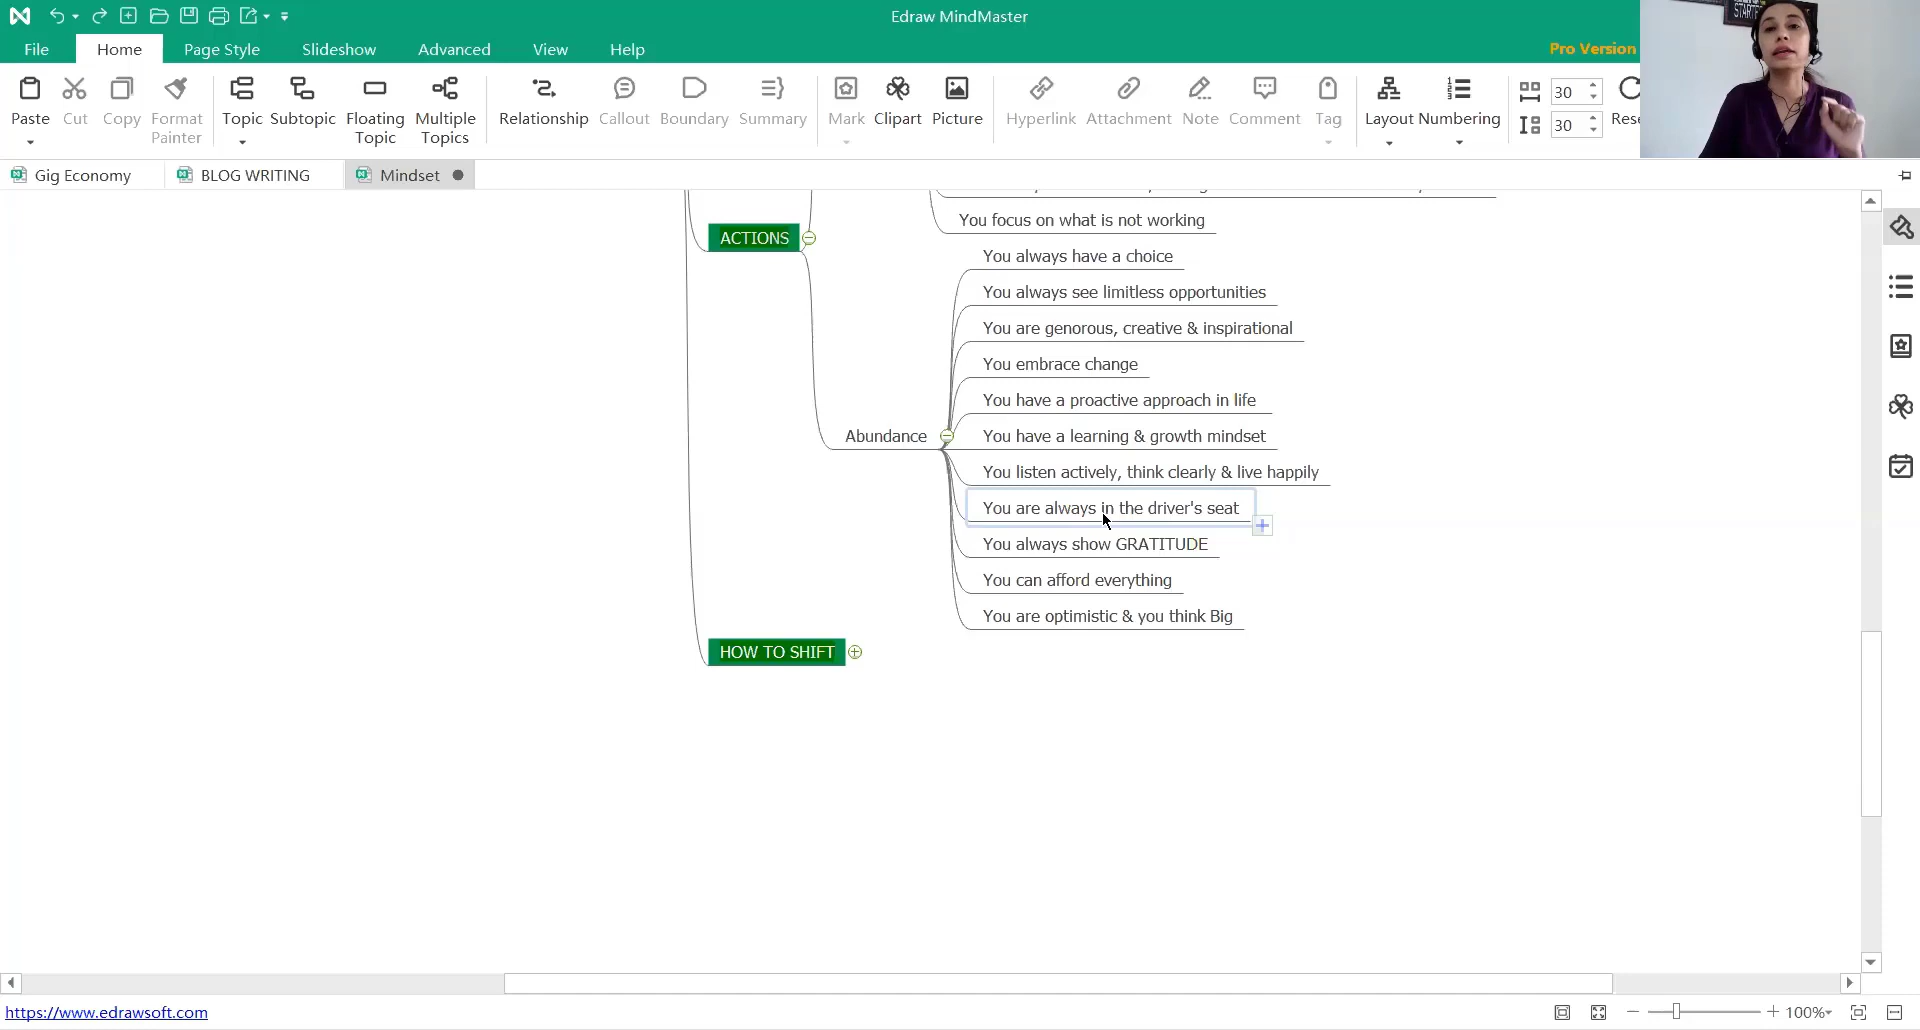 Edraw MindMaster
File Home Page Style Slideshow Advanced View Help Pro Version
Paste Cut Copy Format Painter Topic Subtopic Floating Topic Multiple Topics Relationship Callout Boundary Summary Mark Clipart Picture Hyperlink Attachment Note Comment Tag Layout Numbering 30 30 Rese
Gig Economy BLOG WRITING Mindset
You focus on what is not working
ACTIONS
You always have a choice
You always see limitless opportunities
You are genorous, creative & inspirational
You embrace change
You have a proactive approach in life
Abundance
You have a learning & growth mindset
You listen actively, think clearly & live happily
You are always in the driver's seat
You always show GRATITUDE
You can afford everything
You are optimistic & you think Big
HOW TO SHIFT
https://www.edrawsoft.com 100%